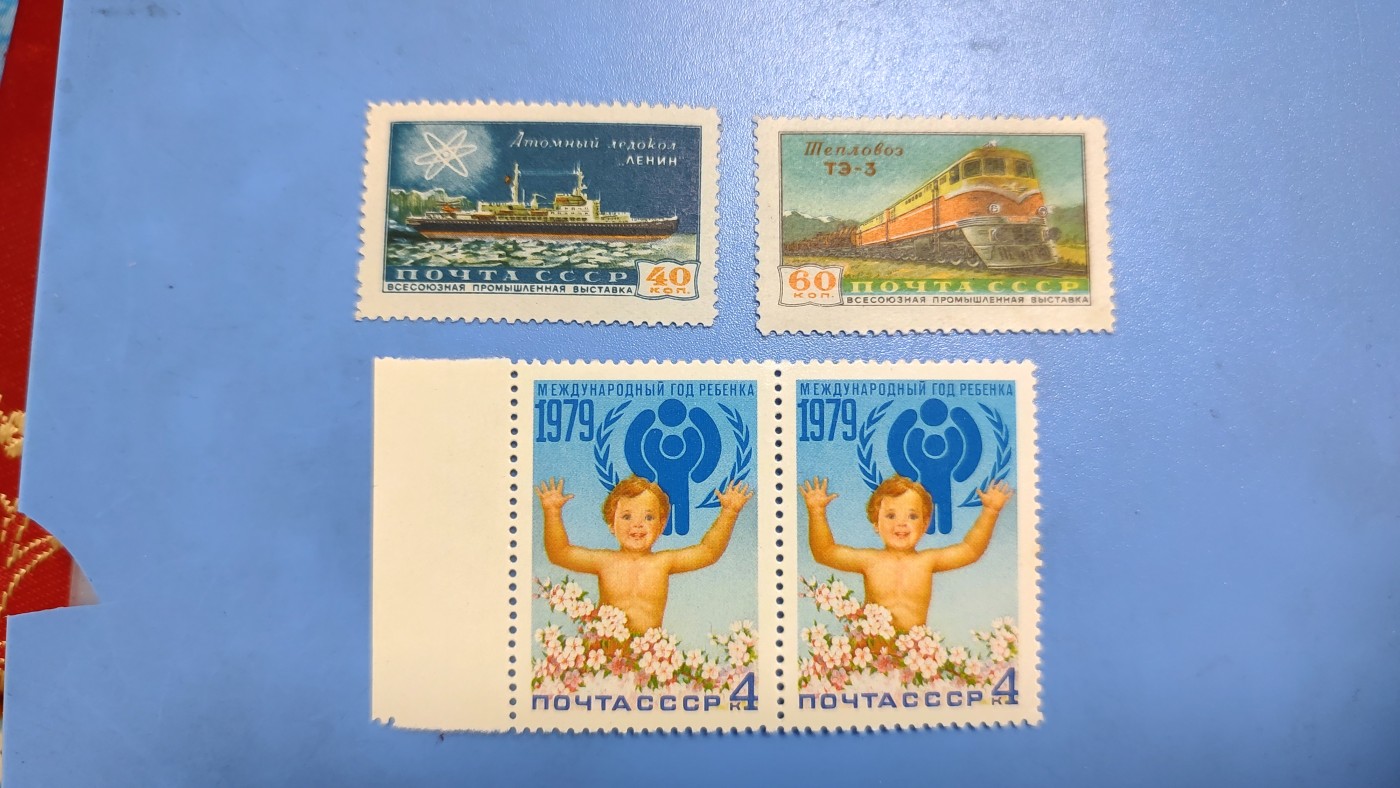 Атомный ледокол
„ЛЕНИН"
ПОЧТА СССР
40
КОП.
ВСЕСОЮЗНАЯ ПРОМЫШЛЕННАЯ ВЫСТАВКА
Тепловоз
ТЭ-3
60
КОП.
ПОЧТА СССР
ВСЕСОЮЗНАЯ ПРОМЫШЛЕННАЯ ВЫСТАВКА
МЕЖДУНАРОДНЫЙ ГОД РЕБЕНКА
1979
ПОЧТА СССР 4
К
МЕЖДУНАРОДНЫЙ ГОД РЕБЕНКА
1979
ПОЧТА СССР 4
К